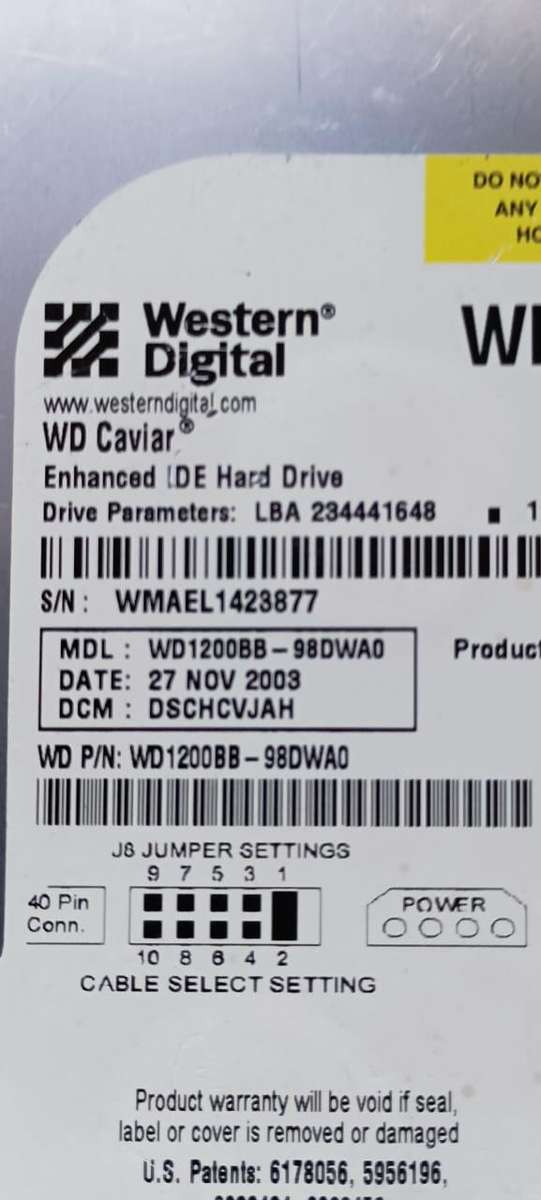 DO NO
ANY
HO
Western®
Digital
www.westerndigital.com
WD Caviar®
Enhanced IDE Hard Drive
Drive Parameters: LBA 234441648 ■ 1
S/N : WMAEL1423877
MDL : WD1200BB-98DWA0
Product
DATE: 27 NOV 2003
DCM : DSCHCVJAH
WD P/N: WD1200BB-98DWA0
J8 JUMPER SETTINGS
9 7 5 3 1
40 Pin
Conn.
POWER
10 8 6 4 2
CABLE SELECT SETTING
Product warranty will be void if seal,
label or cover is removed or damaged
U.S. Patents: 6178056, 5956196,